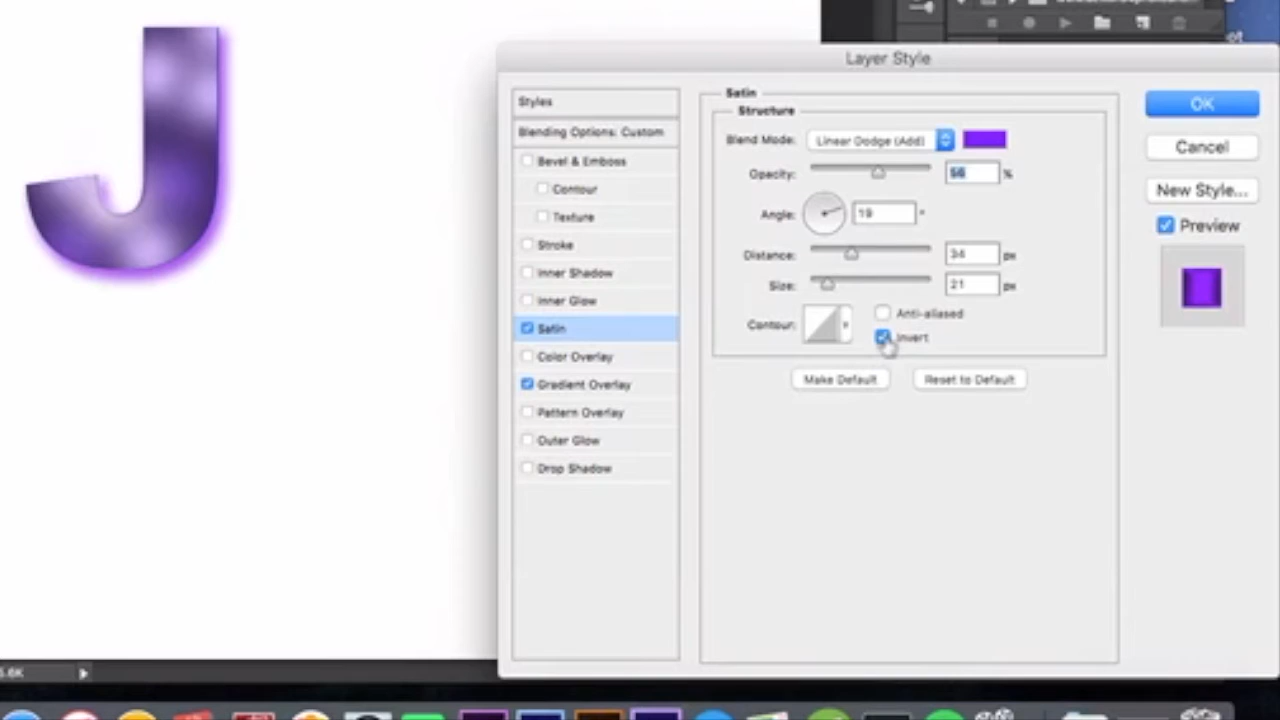 J
Layer Style
Styles
Blending Options: Custom
Bevel & Emboss
Contour
Texture
Stroke
Inner Shadow
Inner Glow
Satin
Color Overlay
Gradient Overlay
Pattern Overlay
Outer Glow
Drop Shadow
Satin
Structure
Blend Mode: Linear Dodge (Add)
Opacity: 56 %
Angle: 19 °
Distance: 34 px
Size: 21 px
Contour: Anti-aliased
Invert
Make Default Reset to Default
OK
Cancel
New Style...
Preview